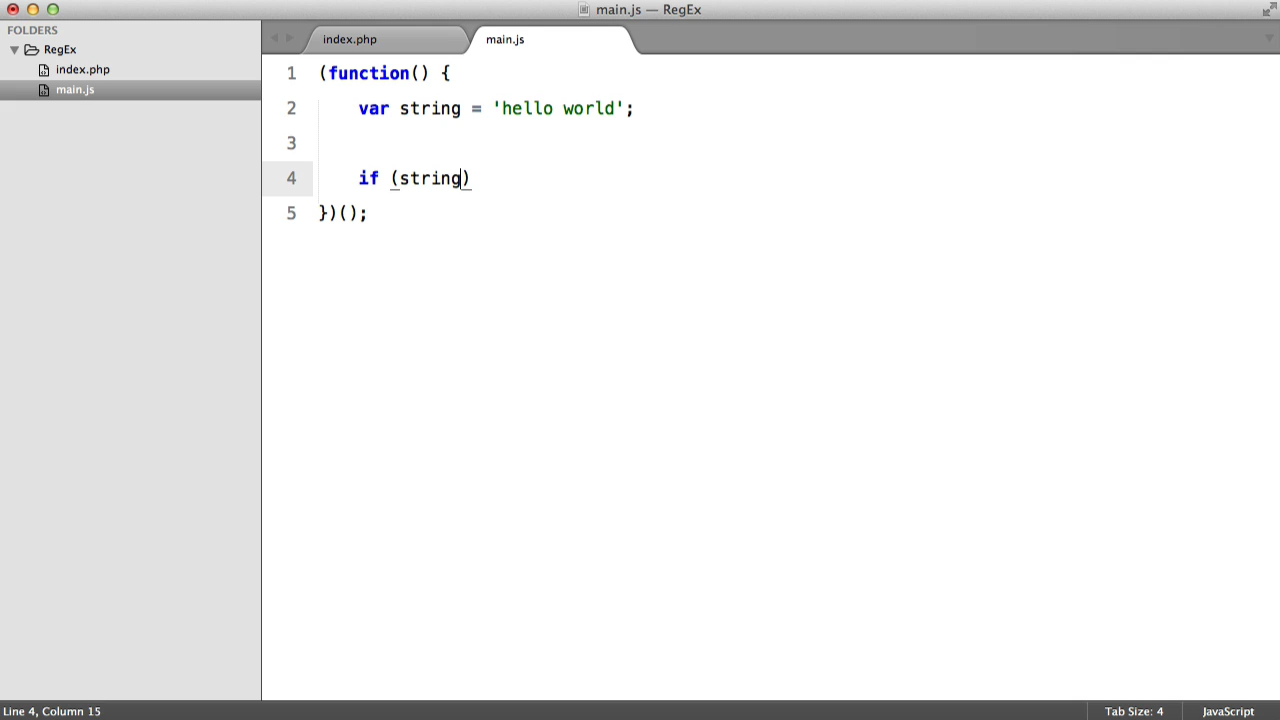 main.js — RegEx
FOLDERS
RegEx
index.php
main.js
index.php
main.js
1 (function() {
2 var string = 'hello world';
3
4 if (string)
5 })();
Line 4, Column 15
Tab Size: 4
JavaScript